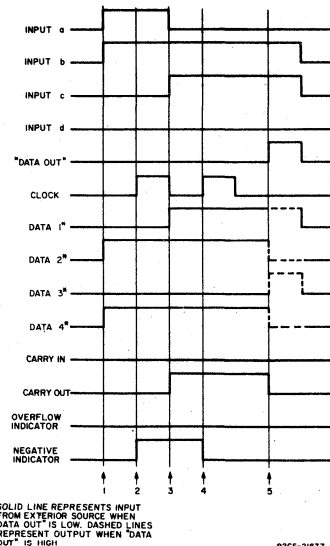 INPUT a
INPUT b
INPUT c
INPUT d
"DATA OUT"
CLOCK
DATA 1*
DATA 2*
DATA 3*
DATA 4*
CARRY IN
CARRY OUT
OVERFLOW
INDICATOR
NEGATIVE
INDICATOR
1 2 3 4 5
SOLID LINE REPRESENTS INPUT
FROM EXTERIOR SOURCE WHEN
DATA OUT" IS LOW. DASHED LINES
REPRESENT OUTPUT WHEN "DATA
OUT" IS HIGH